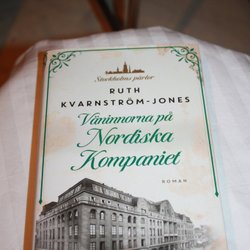 Stockholms pärlor
RUTH
KVARNSTRÖM-JONES
Väninnorna på
Nordiska
Kompaniet
ROMAN